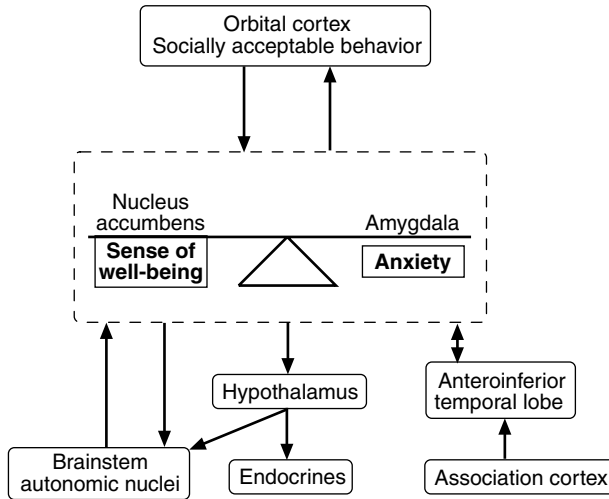 Orbital cortex
Socially acceptable behavior
Nucleus
accumbens
Amygdala
Sense of
well-being
Anxiety
Hypothalamus
Anteroinferior
temporal lobe
Brainstem
autonomic nuclei
Endocrines
Association cortex